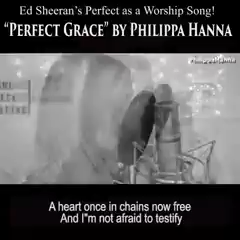 Ed Sheeran's Perfect as a Worship Song!
"PERFECT GRACE" BY PHILIPPA HANNA
PhilippaHanna
A heart once in chains now free
And I"m not afraid to testify